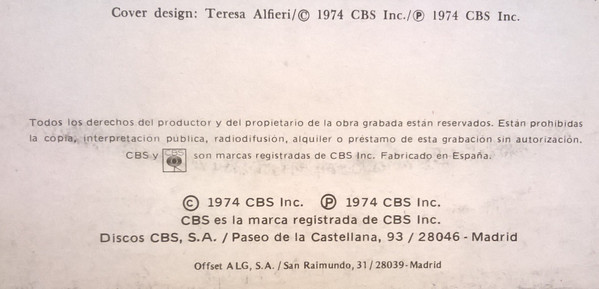 Cover design: Teresa Alfieri/© 1974 CBS Inc./℗ 1974 CBS Inc.
Todos los derechos del productor y del propietario de la obra grabada están reservados. Están prohibidas
la copia, interpretación pública, radiodifusión, alquiler o préstamo de esta grabación sin autorización.
CBS y CBS son marcas registradas de CBS Inc. Fabricado en España.
© 1974 CBS Inc. ℗ 1974 CBS Inc.
CBS es la marca registrada de CBS Inc.
Discos CBS, S.A. / Paseo de la Castellana, 93 / 28046 - Madrid
Offset ALG, S.A. / San Raimundo, 31 / 28039 - Madrid